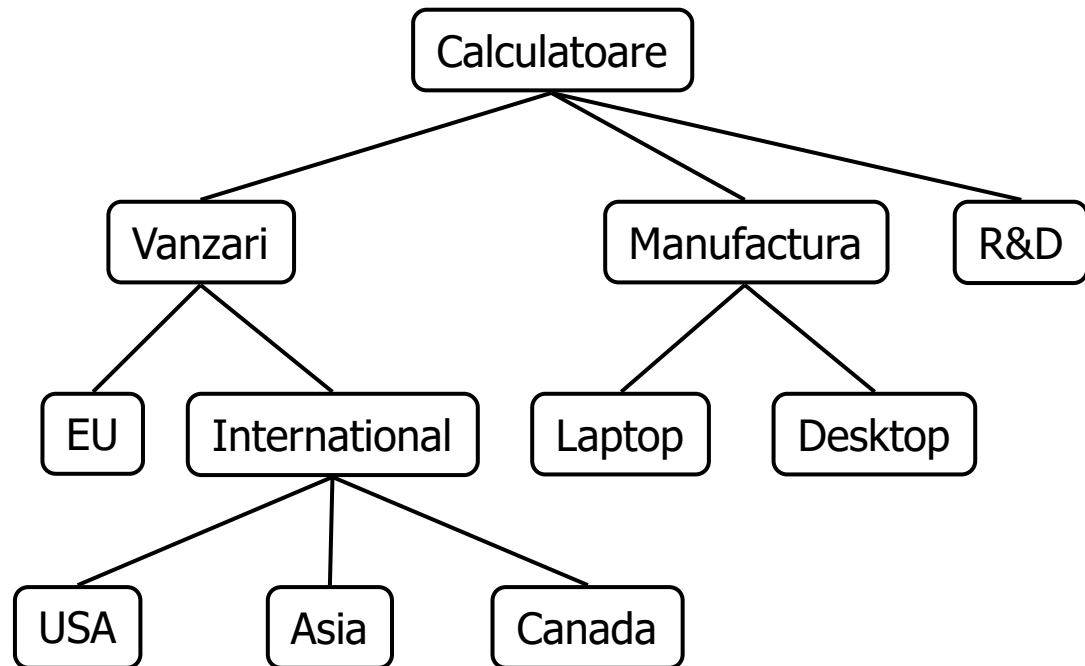 Calculatoare
Vanzari
Manufactura
R&D
EU
International
Laptop
Desktop
USA
Asia
Canada